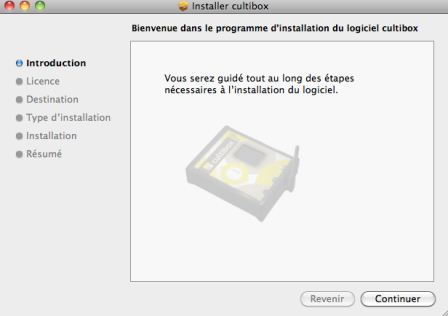 Installer cultibox
Bienvenue dans le programme d'installation du logiciel cultibox
Introduction
Licence
Destination
Type d'installation
Installation
Résumé
Vous serez guidé tout au long des étapes
nécessaires à l'installation du logiciel.
cultibox
Revenir
Continuer